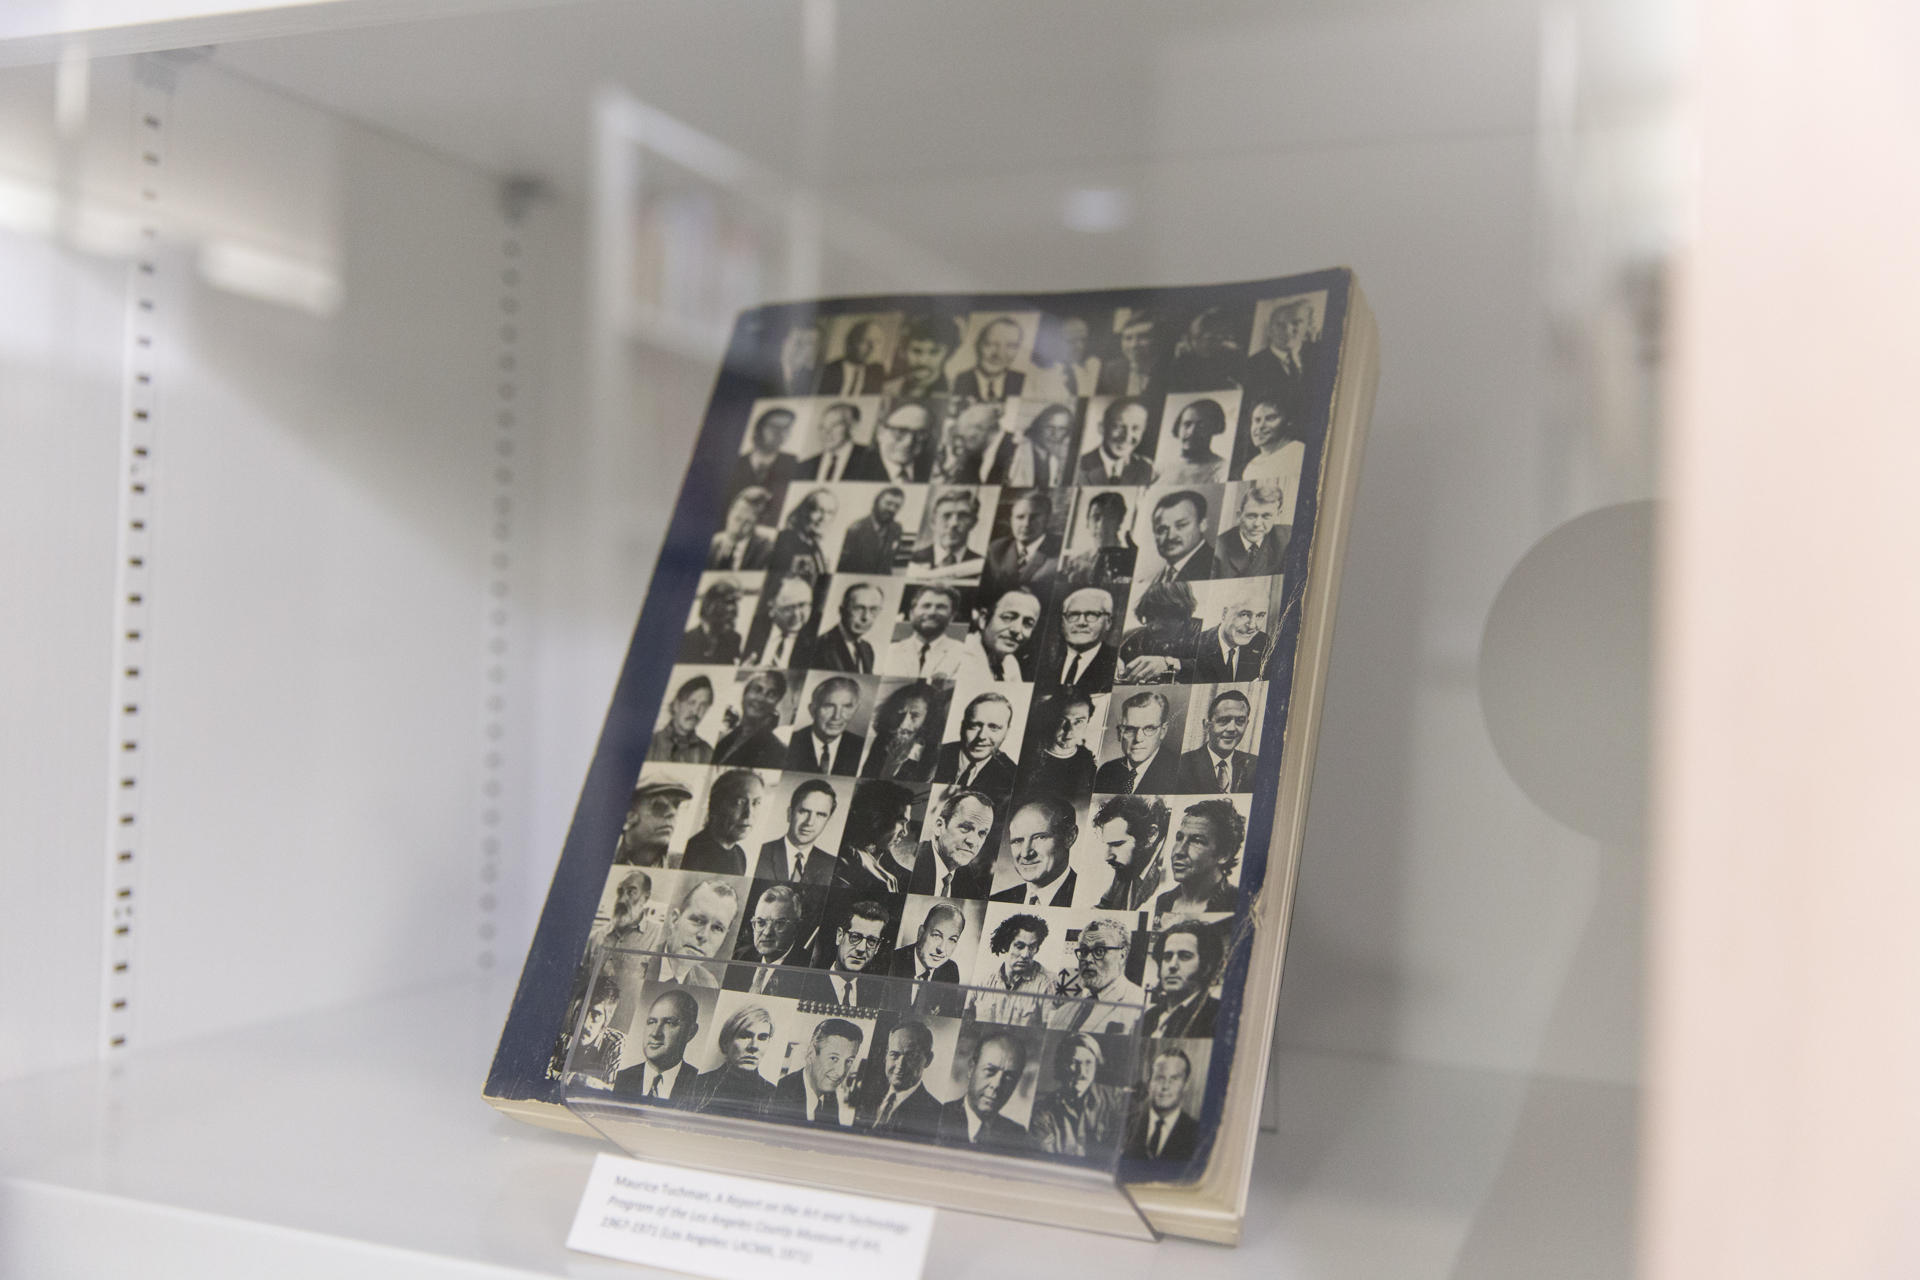 Maurice Tuchman, A Report on the Art and Technology
Program of the Los Angeles County Museum of Art,
1967-1971 (Los Angeles: LACMA, 1971)